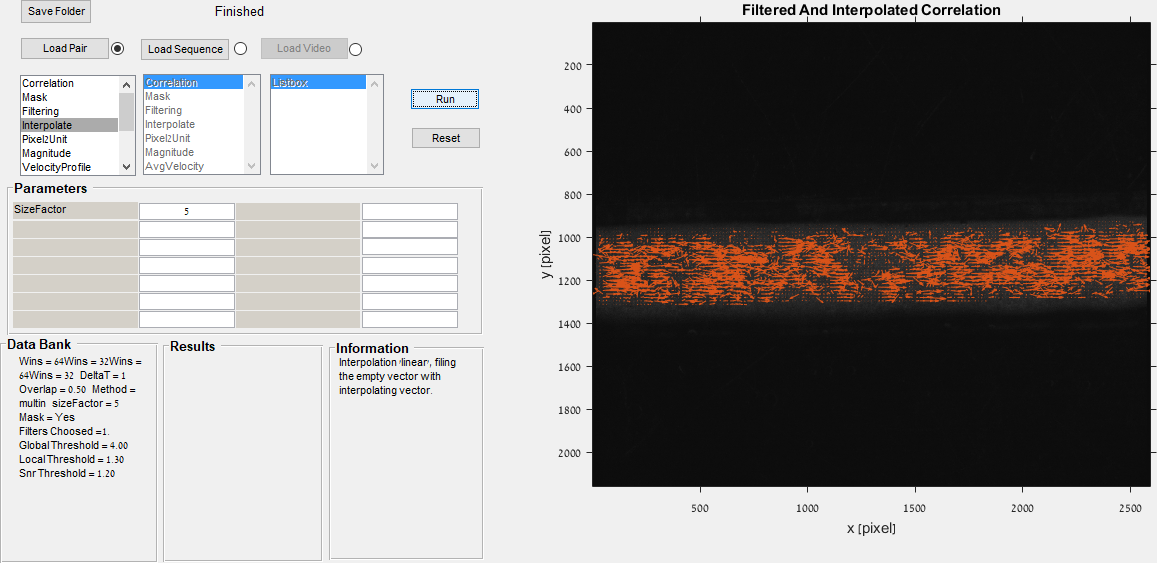 Save Folder
Finished
Load Pair
Load Sequence
Load Video
Correlation
Mask
Filtering
Interpolate
Pixel2Unit
Magnitude
VelocityProfile
Correlation
Mask
Filtering
Interpolate
Pixel2Unit
Magnitude
AvgVelocity
Listbox
Run
Reset
Parameters
SizeFactor
5
Data Bank
Wins = 64Wins = 32Wins =
64Wins = 32 DeltaT = 1
Overlap = 0.50 Method =
multin sizeFactor = 5
Mask = Yes
Filters Choosed =1.
Global Threshold = 4.00
Local Threshold = 1.30
Snr Threshold = 1.20
Results
Information
Interpolation 'linear', filing
the empty vector with
interpolating vector.
Filtered And Interpolated Correlation
y [pixel]
200
400
600
800
1000
1200
1400
1600
1800
2000
500
1000
1500
2000
2500
x [pixel]